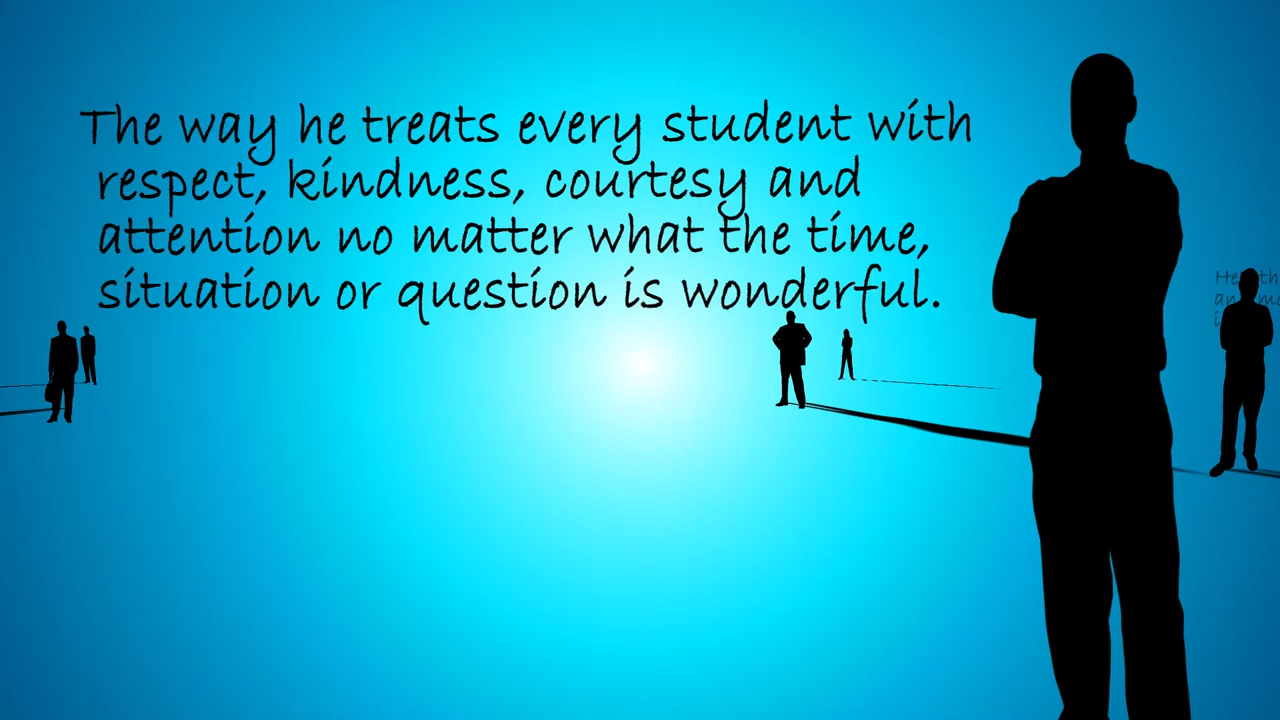 The way he treats every student with
respect, kindness, courtesy and
attention no matter what the time,
situation or question is wonderful.